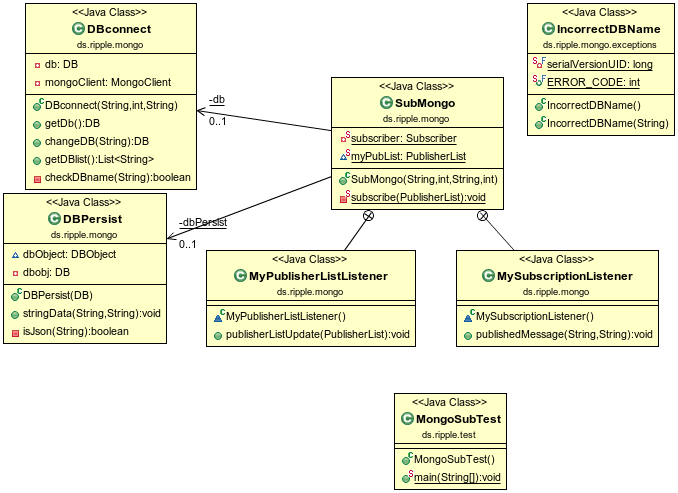 <<Java Class>>
DBconnect
ds.ripple.mongo
db: DB
mongoClient: MongoClient
DBconnect(String,int,String)
getDb():DB
changeDB(String):DB
getDBlist():List<String>
checkDBname(String):boolean
<<Java Class>>
IncorrectDBName
ds.ripple.mongo.exceptions
serialVersionUID: long
ERROR_CODE: int
IncorrectDBName()
IncorrectDBName(String)
<<Java Class>>
SubMongo
ds.ripple.mongo
subscriber: Subscriber
myPubList: PublisherList
SubMongo(String,int,String,int)
subscribe(PublisherList):void
-db
0..1
<<Java Class>>
DBPersist
ds.ripple.mongo
dbObject: DBObject
dbobj: DB
DBPersist(DB)
stringData(String,String):void
isJson(String):boolean
-dbPersist
0..1
<<Java Class>>
MyPublisherListListener
ds.ripple.mongo
MyPublisherListListener()
publisherListUpdate(PublisherList):void
<<Java Class>>
MySubscriptionListener
ds.ripple.mongo
MySubscriptionListener()
publishedMessage(String,String):void
<<Java Class>>
MongoSubTest
ds.ripple.test
MongoSubTest()
main(String[]):void